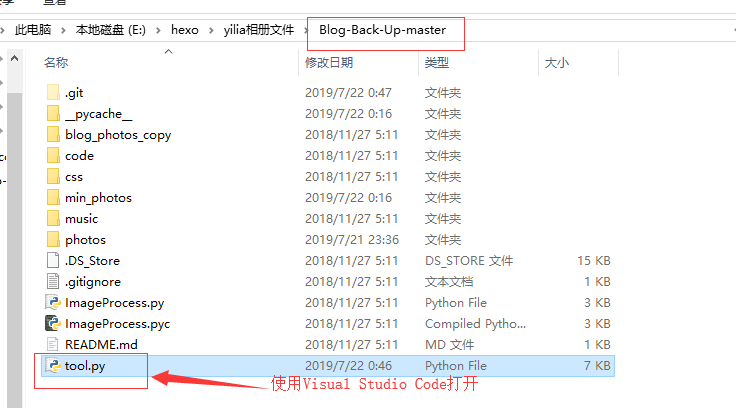 此电脑 > 本地磁盘 (E:) > hexo > yilia相册文件 > Blog-Back-Up-master
名称 修改日期 类型 大小
.git 2019/7/22 0:47 文件夹
__pycache__ 2019/7/22 0:16 文件夹
blog_photos_copy 2018/11/27 5:11 文件夹
code 2018/11/27 5:11 文件夹
css 2018/11/27 5:11 文件夹
min_photos 2019/7/22 0:16 文件夹
music 2018/11/27 5:11 文件夹
photos 2019/7/21 23:36 文件夹
.DS_Store 2018/11/27 5:11 DS_STORE 文件 15 KB
.gitignore 2018/11/27 5:11 文本文档 1 KB
ImageProcess.py 2018/11/27 5:11 Python File 3 KB
ImageProcess.pyc 2018/11/27 5:11 Compiled Pytho... 3 KB
README.md 2018/11/27 5:11 MD 文件 1 KB
tool.py 2019/7/22 0:46 Python File 7 KB
使用Visual Studio Code打开